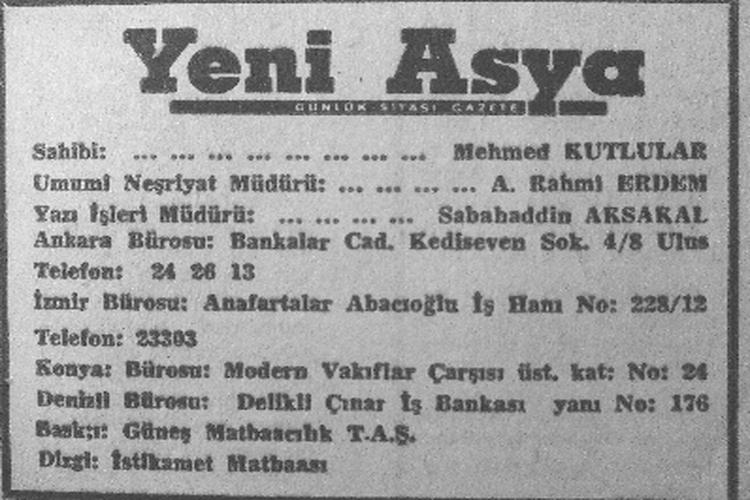 Yeni Asya
GÜNLÜK SİYASİ GAZETE
Sahibi: ... ... ... ... ... ... ... ... Mehmed KUTLULAR
Umumi Neşriyat Müdürü: ... ... ... ... A. Rahmi ERDEM
Yazı İşleri Müdürü: ... ... ... ... Sabahaddin AKSAKAL
Ankara Bürosu: Bankalar Cad. Kediseven Sok. 4/8 Ulus
Telefon: 24 26 13
İzmir Bürosu: Anafartalar Abacıoğlu İş Hanı No: 228/12
Telefon: 23303
Konya: Bürosu: Modern Vakıflar Çarşısı üst. kat: No: 24
Denizli Bürosu: Delikli Çınar İş Bankası yanı No: 176
Baskı: Güneş Matbaacılık T.A.Ş.
Dizgi: İstikamet Matbaası